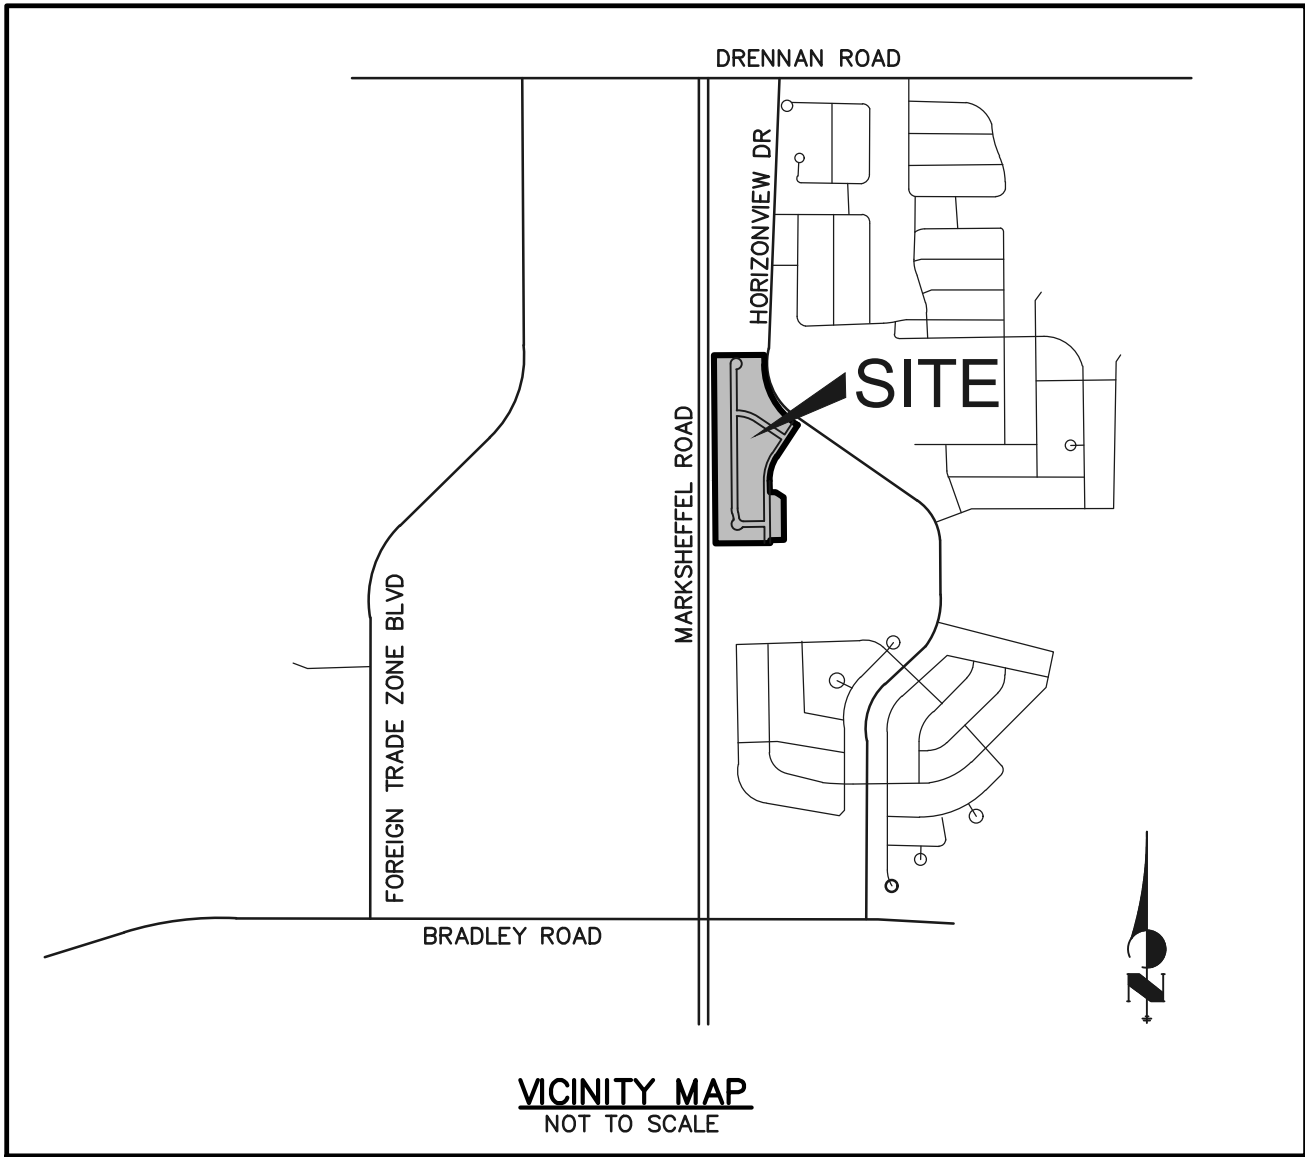 DRENNAN ROAD
HORIZONVIEW DR
SITE
MARKSHEFFEL ROAD
FOREIGN TRADE ZONE BLVD
BRADLEY ROAD
N
VICINITY MAP
NOT TO SCALE